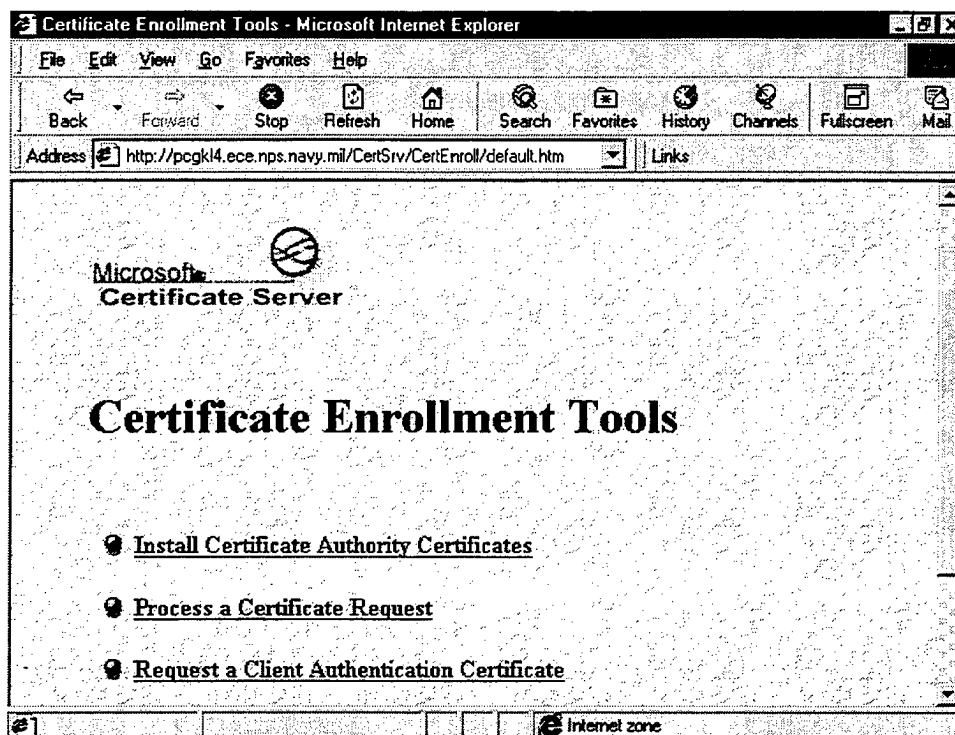 Certificate Enrollment Tools - Microsoft Internet Explorer
File Edit View Go Favorites Help
Back Forward Stop Refresh Home Search Favorites History Channels Fullscreen Mail
Address http://pcgkl4.ece.nps.navy.mil/CertSrv/CertEnroll/default.htm Links
Microsoft
Certificate Server
Certificate Enrollment Tools
Install Certificate Authority Certificates
Process a Certificate Request
Request a Client Authentication Certificate
Internet zone